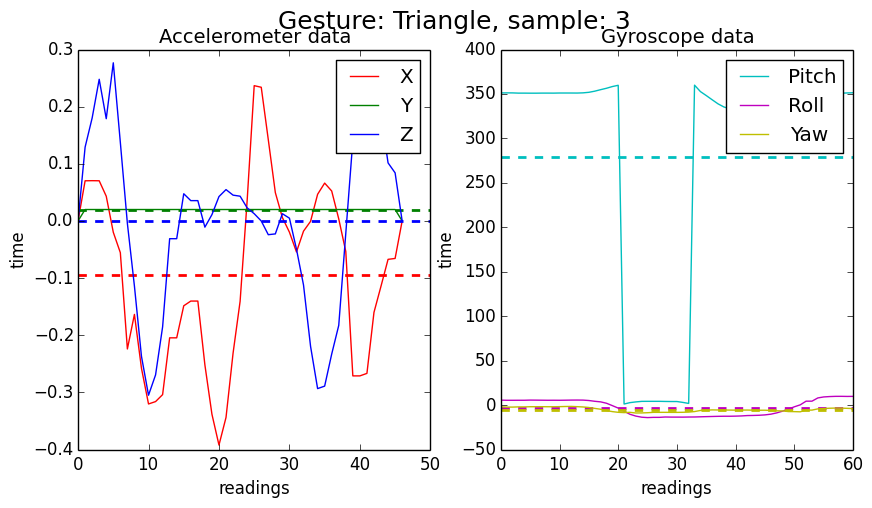 Gesture: Triangle, sample: 3
Accelerometer data
0.3
0.2
0.1
0.0
−0.1
−0.2
−0.3
−0.4
time
0
10
20
30
40
50
readings
X
Y
Z
Gyroscope data
400
350
300
250
200
150
100
50
0
−50
time
0
10
20
30
40
50
60
readings
Pitch
Roll
Yaw